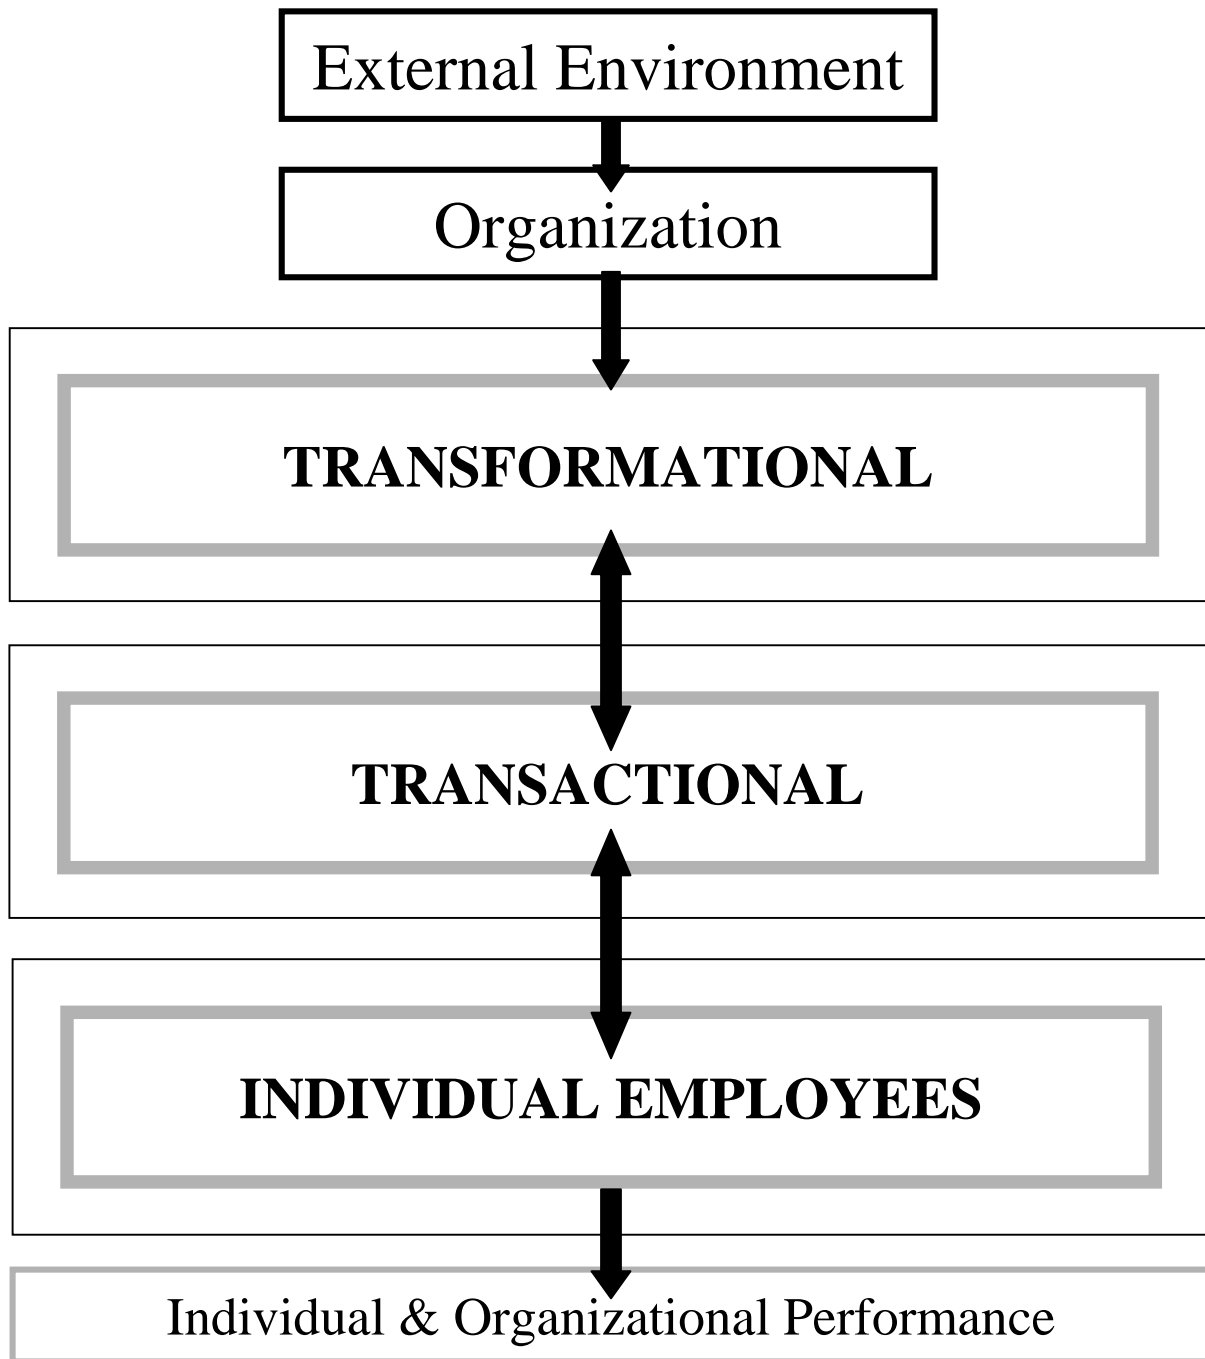 External Environment
Organization
TRANSFORMATIONAL
TRANSACTIONAL
INDIVIDUAL EMPLOYEES
Individual & Organizational Performance